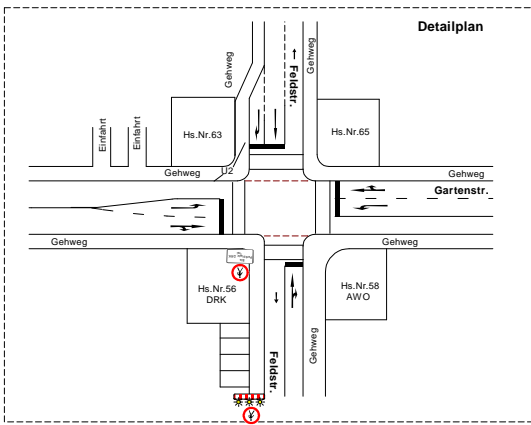 Detailplan
Gehweg
← Feldstr.
Gehweg
Hs.Nr.63
Hs.Nr.65
Einfahrt
Einfahrt
Gehweg
U2
Gehweg
Gartenstr.
Gehweg
Gehweg
Hs.Nr.56
DRK
Hs.Nr.58
AWO
Feldstr.
Gehweg